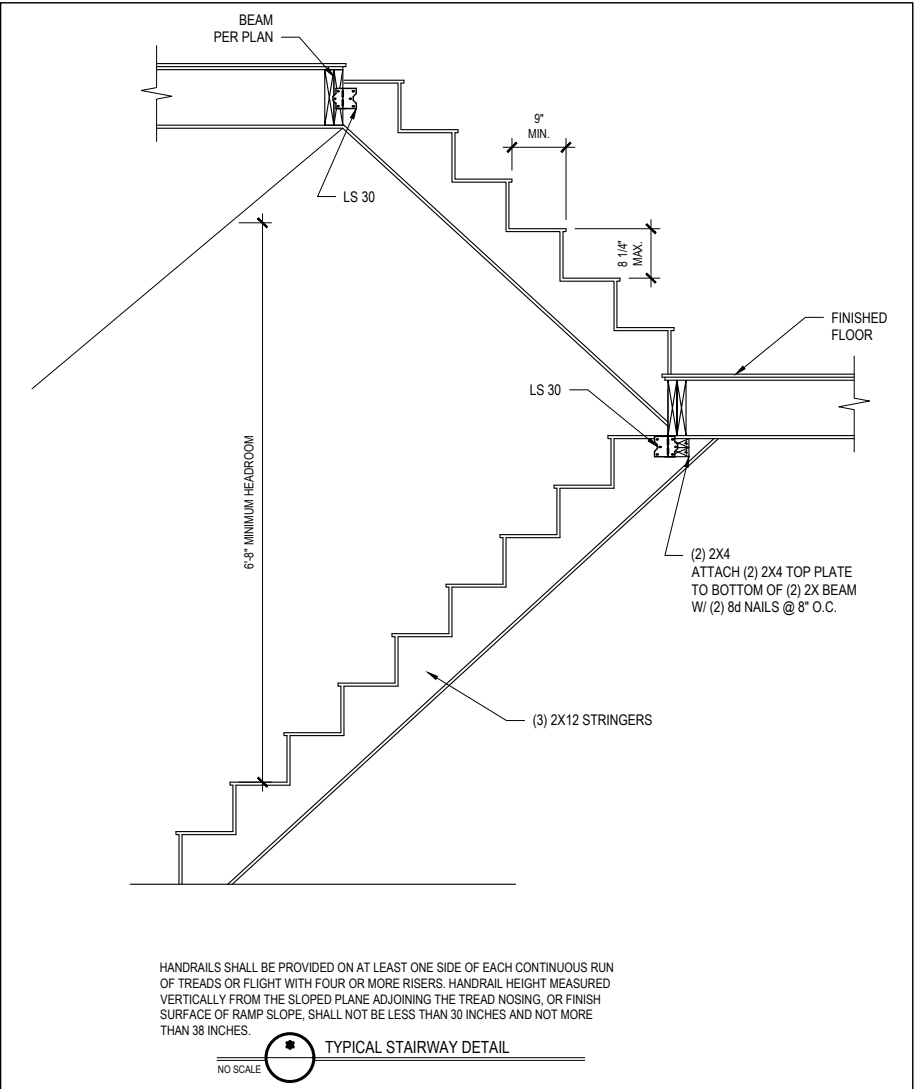 BEAM
PER PLAN
9"
MIN.
LS 30
8 1/4"
MAX.
FINISHED
FLOOR
LS 30
6'-8" MINIMUM HEADROOM
(2) 2X4
ATTACH (2) 2X4 TOP PLATE
TO BOTTOM OF (2) 2X BEAM
W/ (2) 8d NAILS @ 8" O.C.
(3) 2X12 STRINGERS
HANDRAILS SHALL BE PROVIDED ON AT LEAST ONE SIDE OF EACH CONTINUOUS RUN
OF TREADS OR FLIGHT WITH FOUR OR MORE RISERS. HANDRAIL HEIGHT MEASURED
VERTICALLY FROM THE SLOPED PLANE ADJOINING THE TREAD NOSING, OR FINISH
SURFACE OF RAMP SLOPE, SHALL NOT BE LESS THAN 30 INCHES AND NOT MORE
THAN 38 INCHES.
TYPICAL STAIRWAY DETAIL
NO SCALE